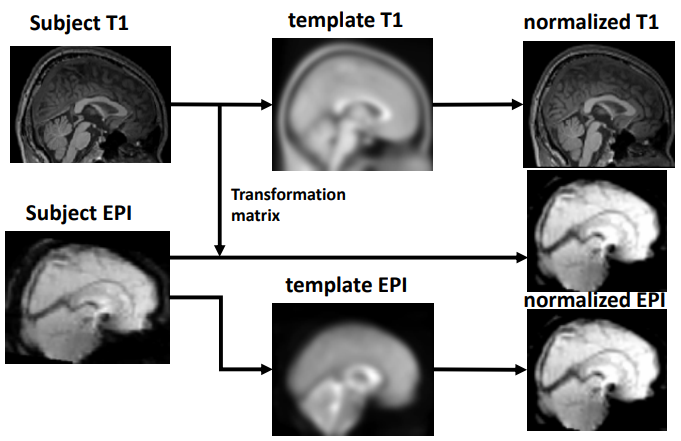 Subject T1
template T1
normalized T1
Transformation
matrix
Subject EPI
template EPI
normalized EPI